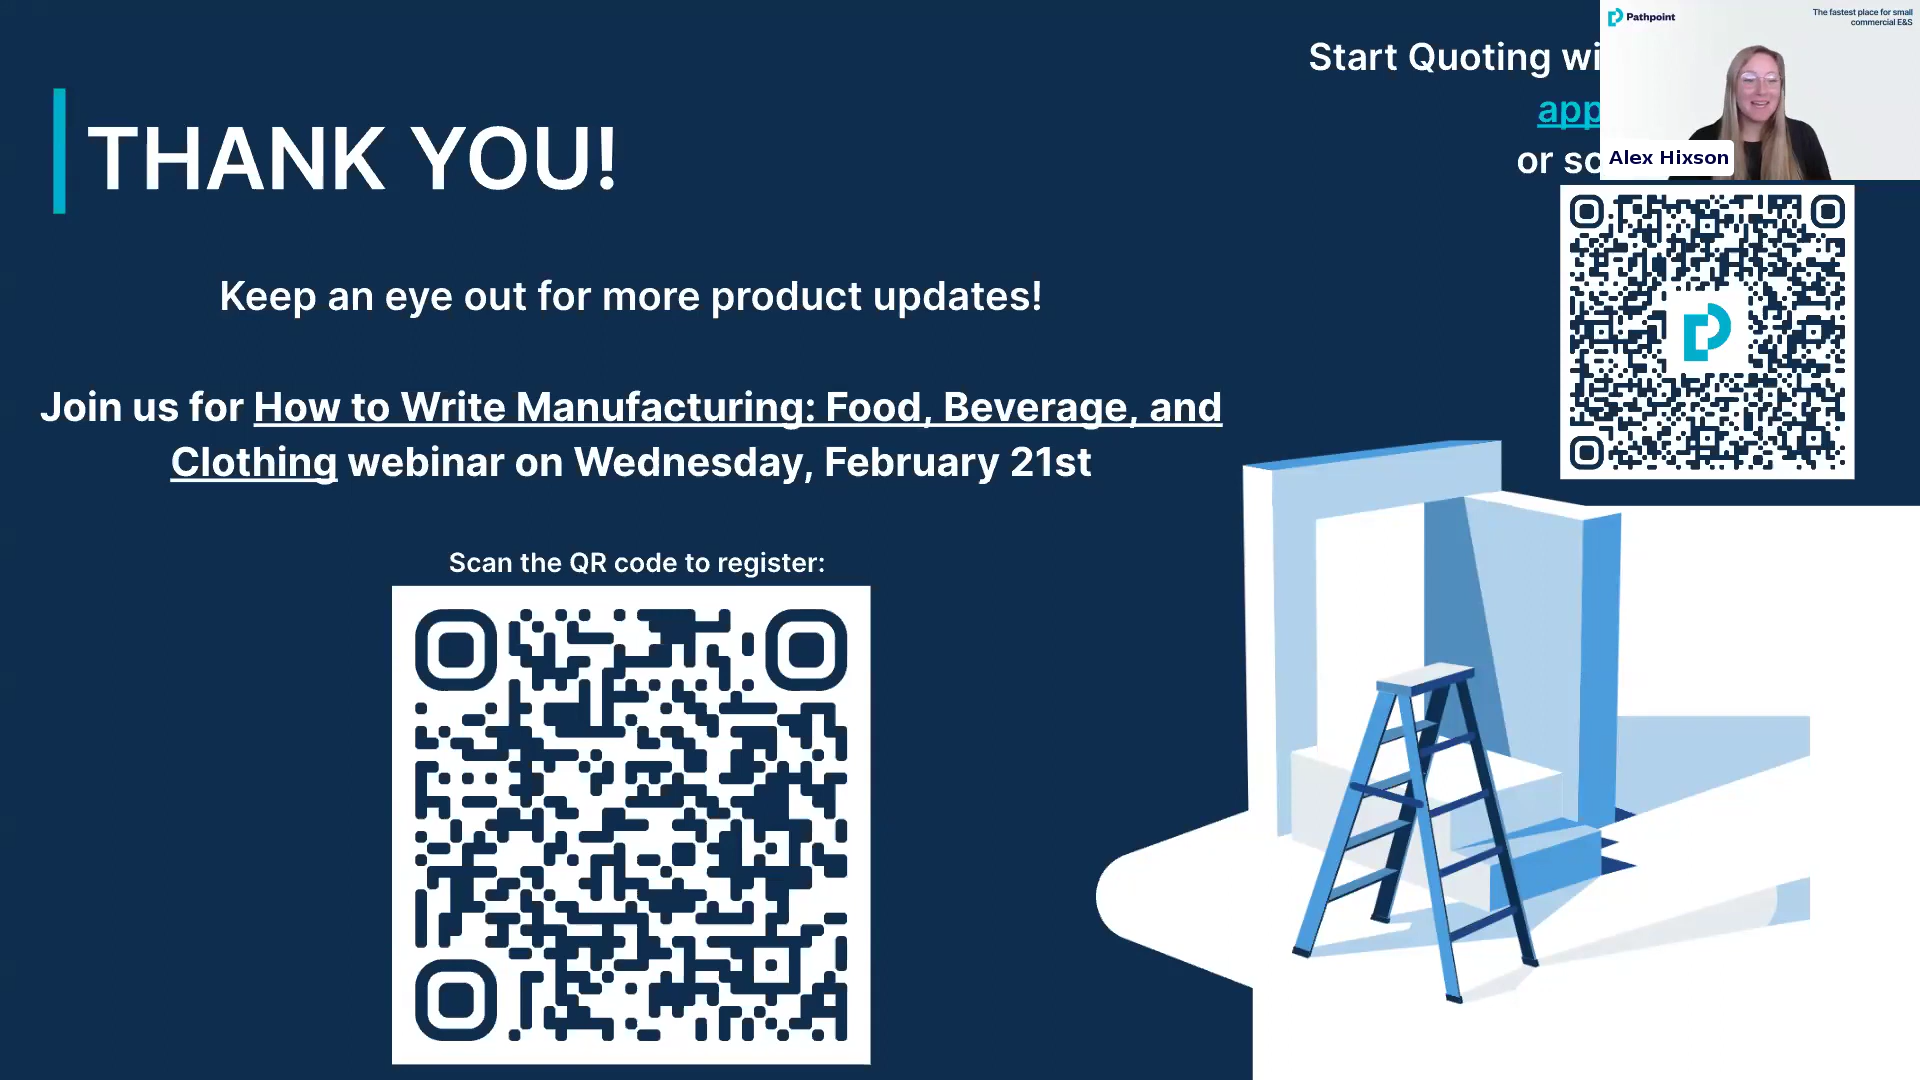 Pathpoint
The fastest place for small
commercial E&S
Start Quoting
app
or
Alex Hixson
THANK YOU!
Keep an eye out for more product updates!
Join us for How to Write Manufacturing: Food, Beverage, and
Clothing webinar on Wednesday, February 21st
Scan the QR code to register: